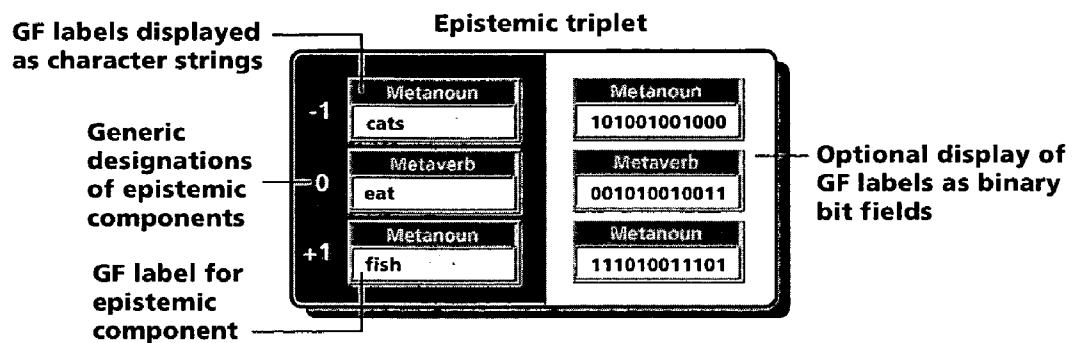 Epistemic triplet
GF labels displayed
as character strings
Generic
designations
of epistemic
components
GF label for
epistemic
component
-1
Metanoun
cats
0
Metaverb
eat
+1
Metanoun
fish
Metanoun
101001001000
Metaverb
001010010011
Metanoun
111010011101
Optional display of
GF labels as binary
bit fields